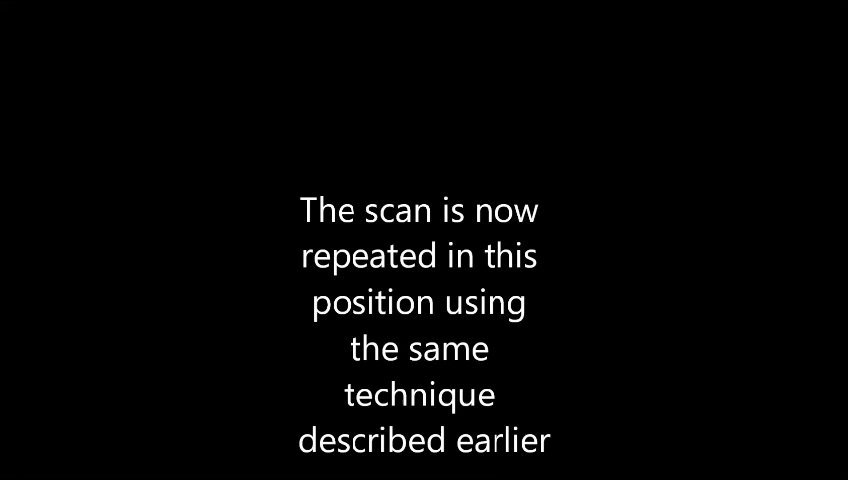 The scan is now
repeated in this
position using
the same
technique
described earlier